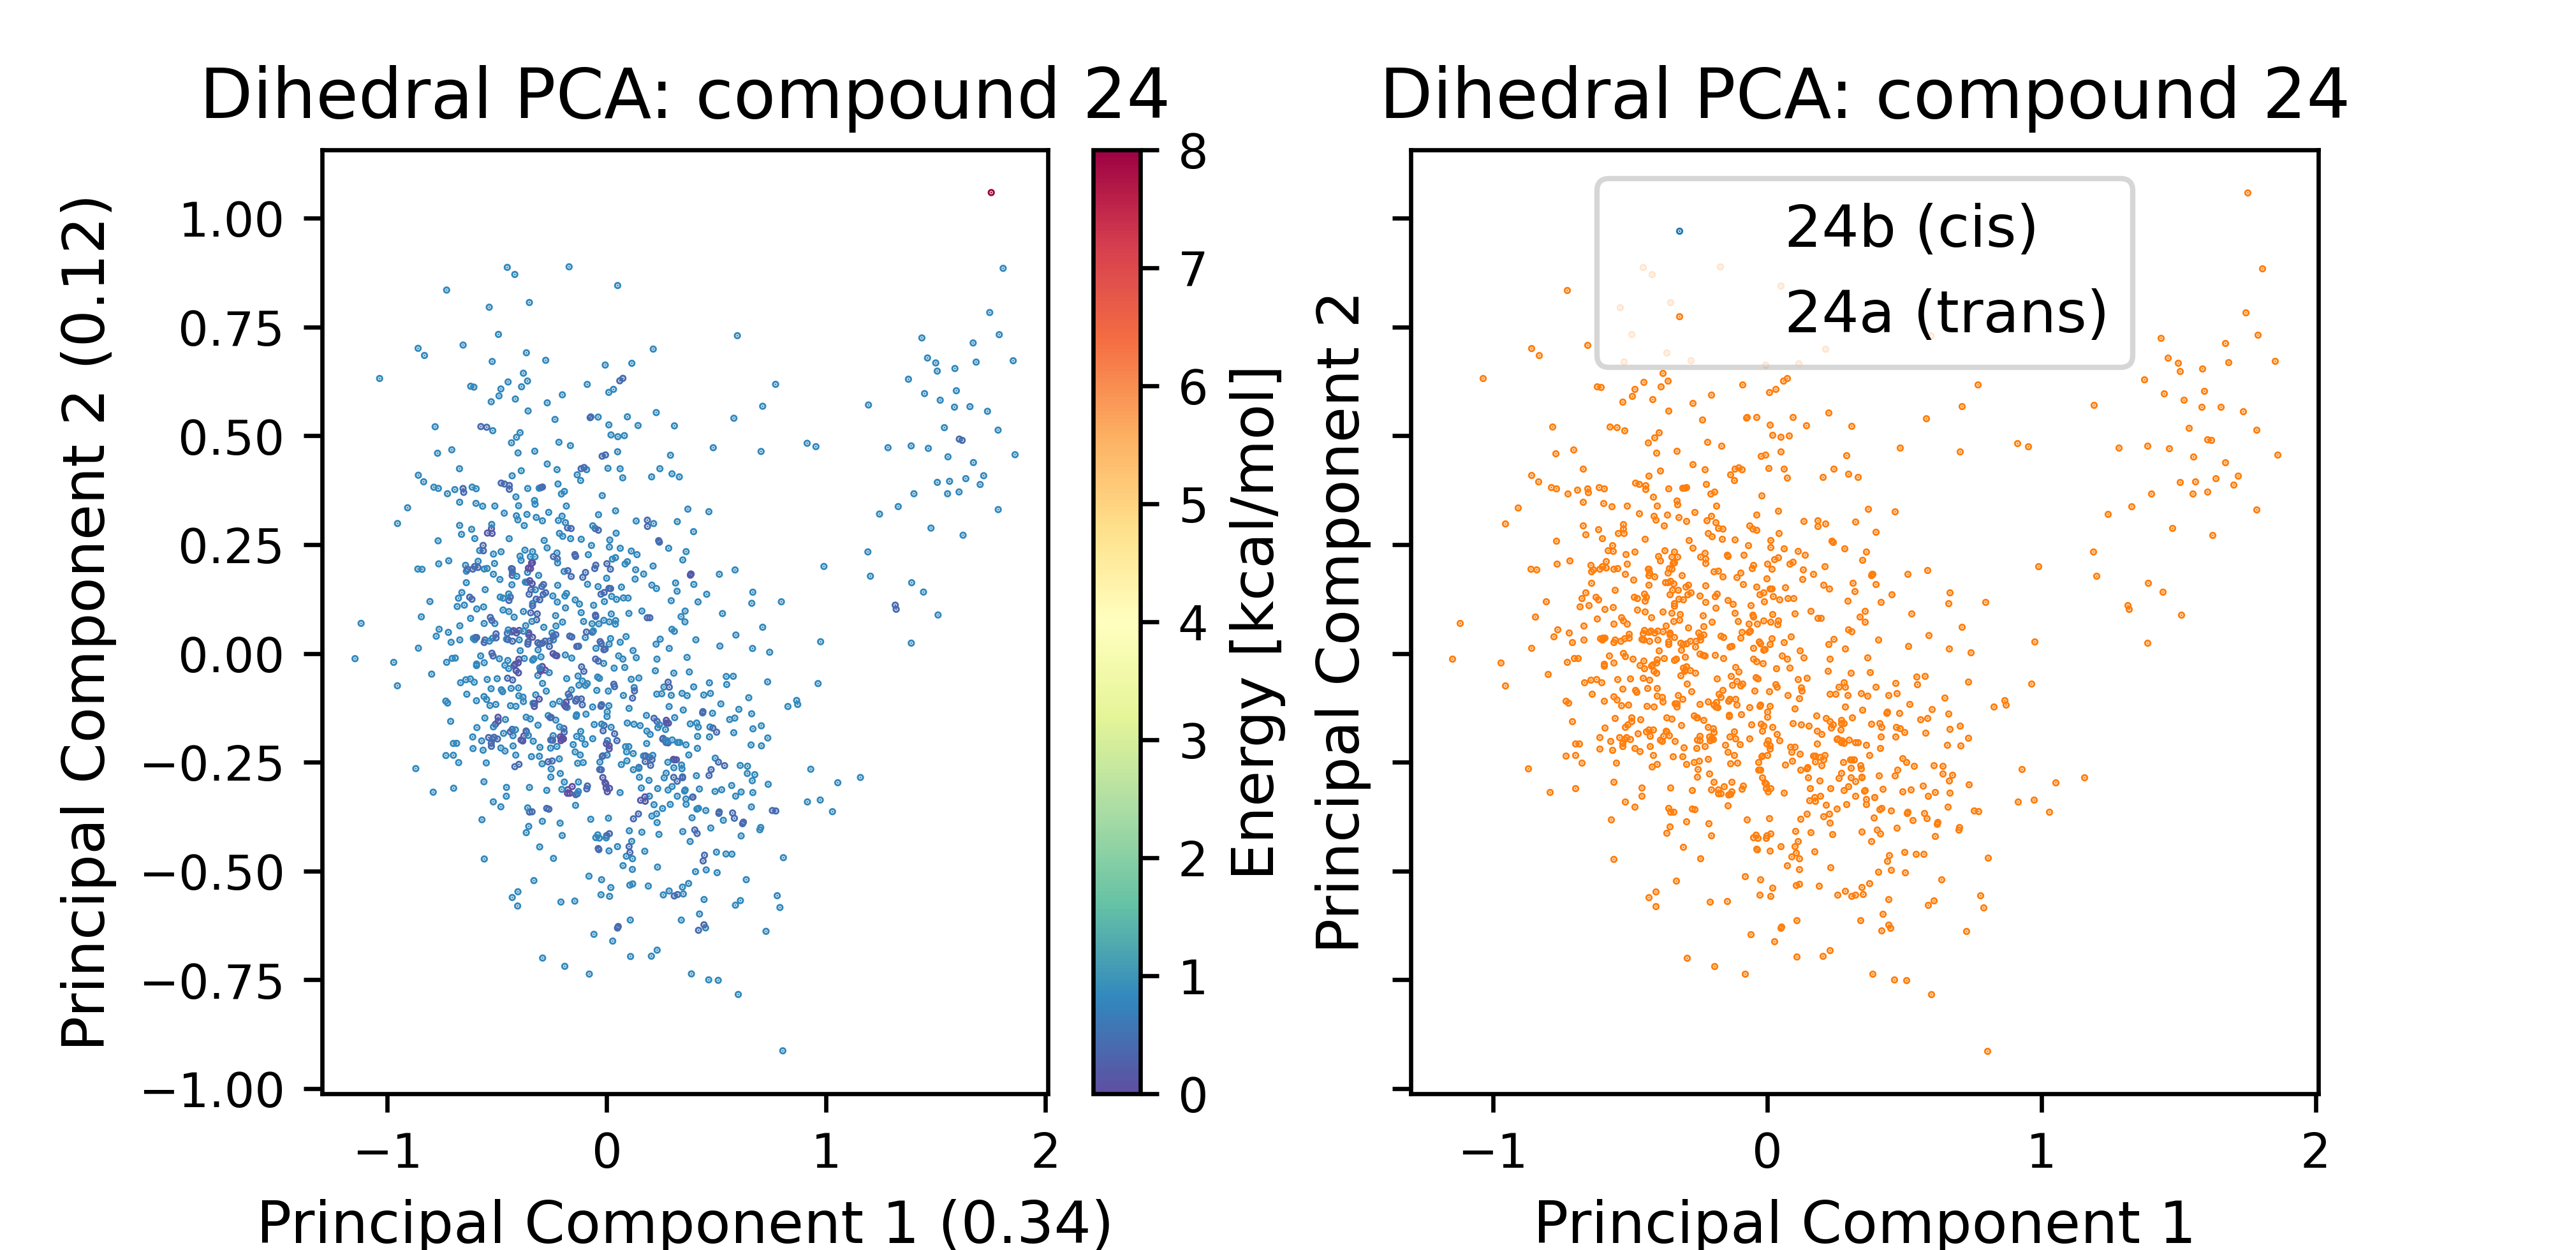 Dihedral PCA: compound 24
Principal Component 2 (0.12)
1.00
0.75
0.50
0.25
0.00
−0.25
−0.50
−0.75
−1.00
−1 0 1 2
Principal Component 1 (0.34)
8
7
6
5
4
3
2
1
0
Energy [kcal/mol]
Dihedral PCA: compound 24
24b (cis)
24a (trans)
Principal Component 2
−1 0 1 2
Principal Component 1